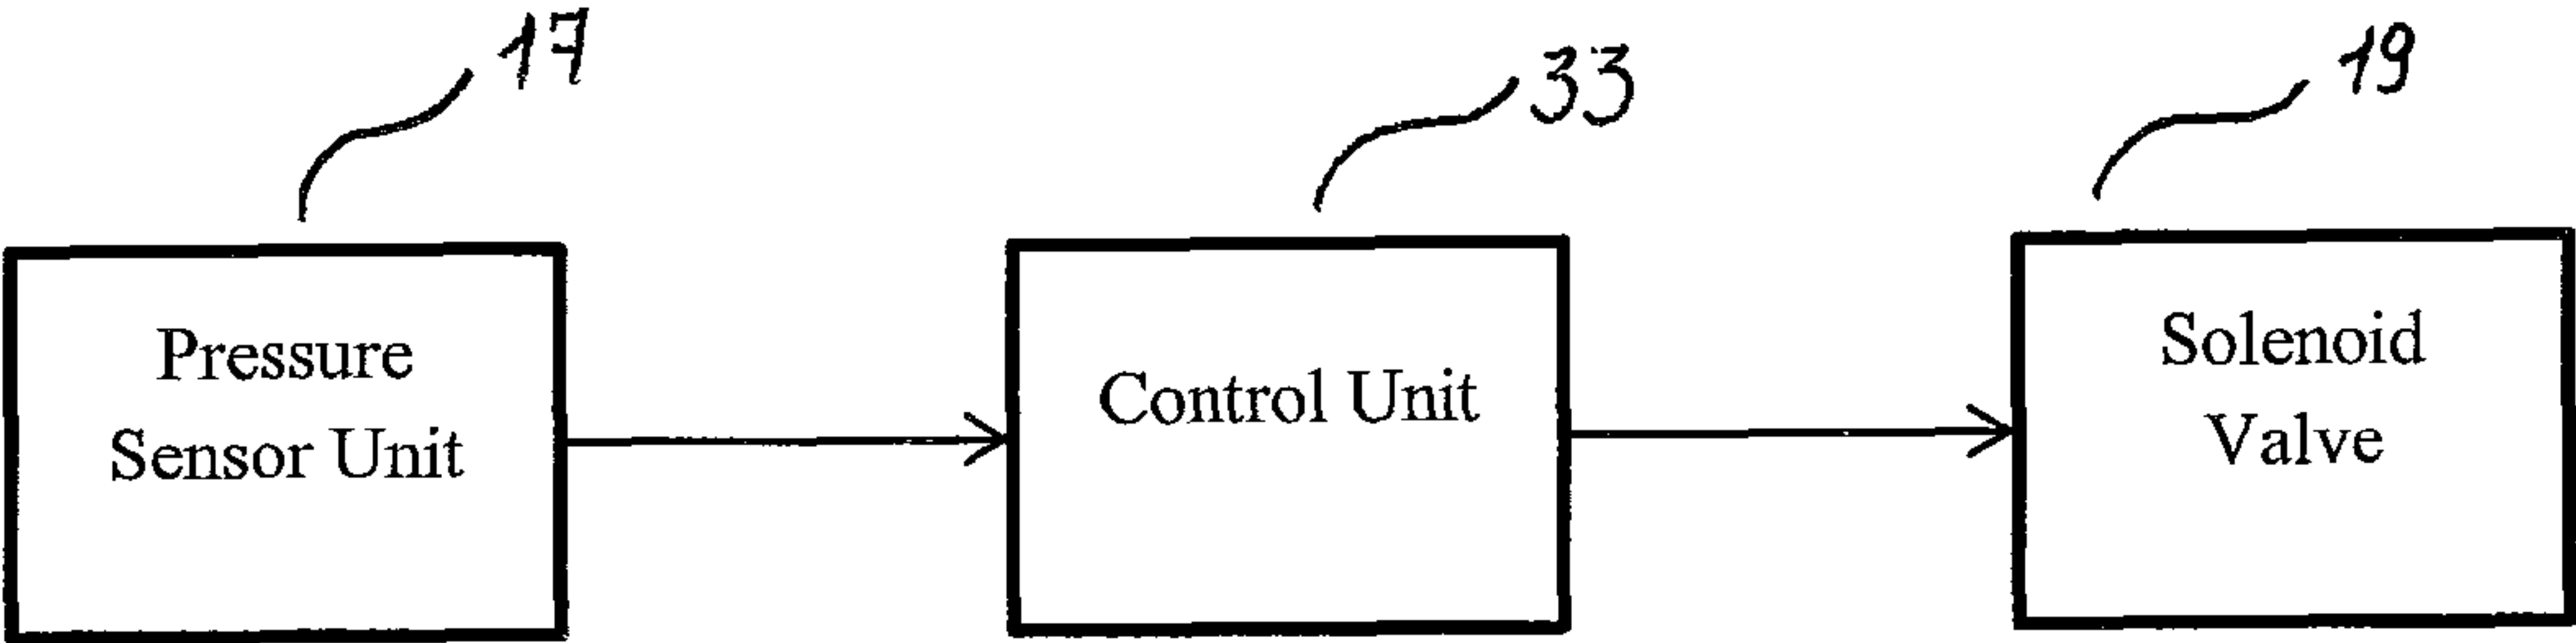 17
33
19
Pressure
Sensor Unit
Control Unit
Solenoid
Valve